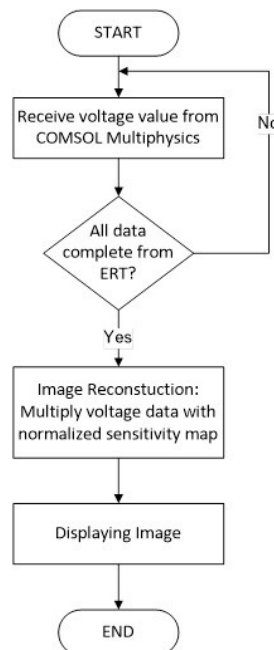 START
Receive voltage value from
COMSOL Multiphysics
No
All data
complete from
ERT?
Yes
Image Reconstuction:
Multiply voltage data with
normalized sensitivity map
Displaying Image
END